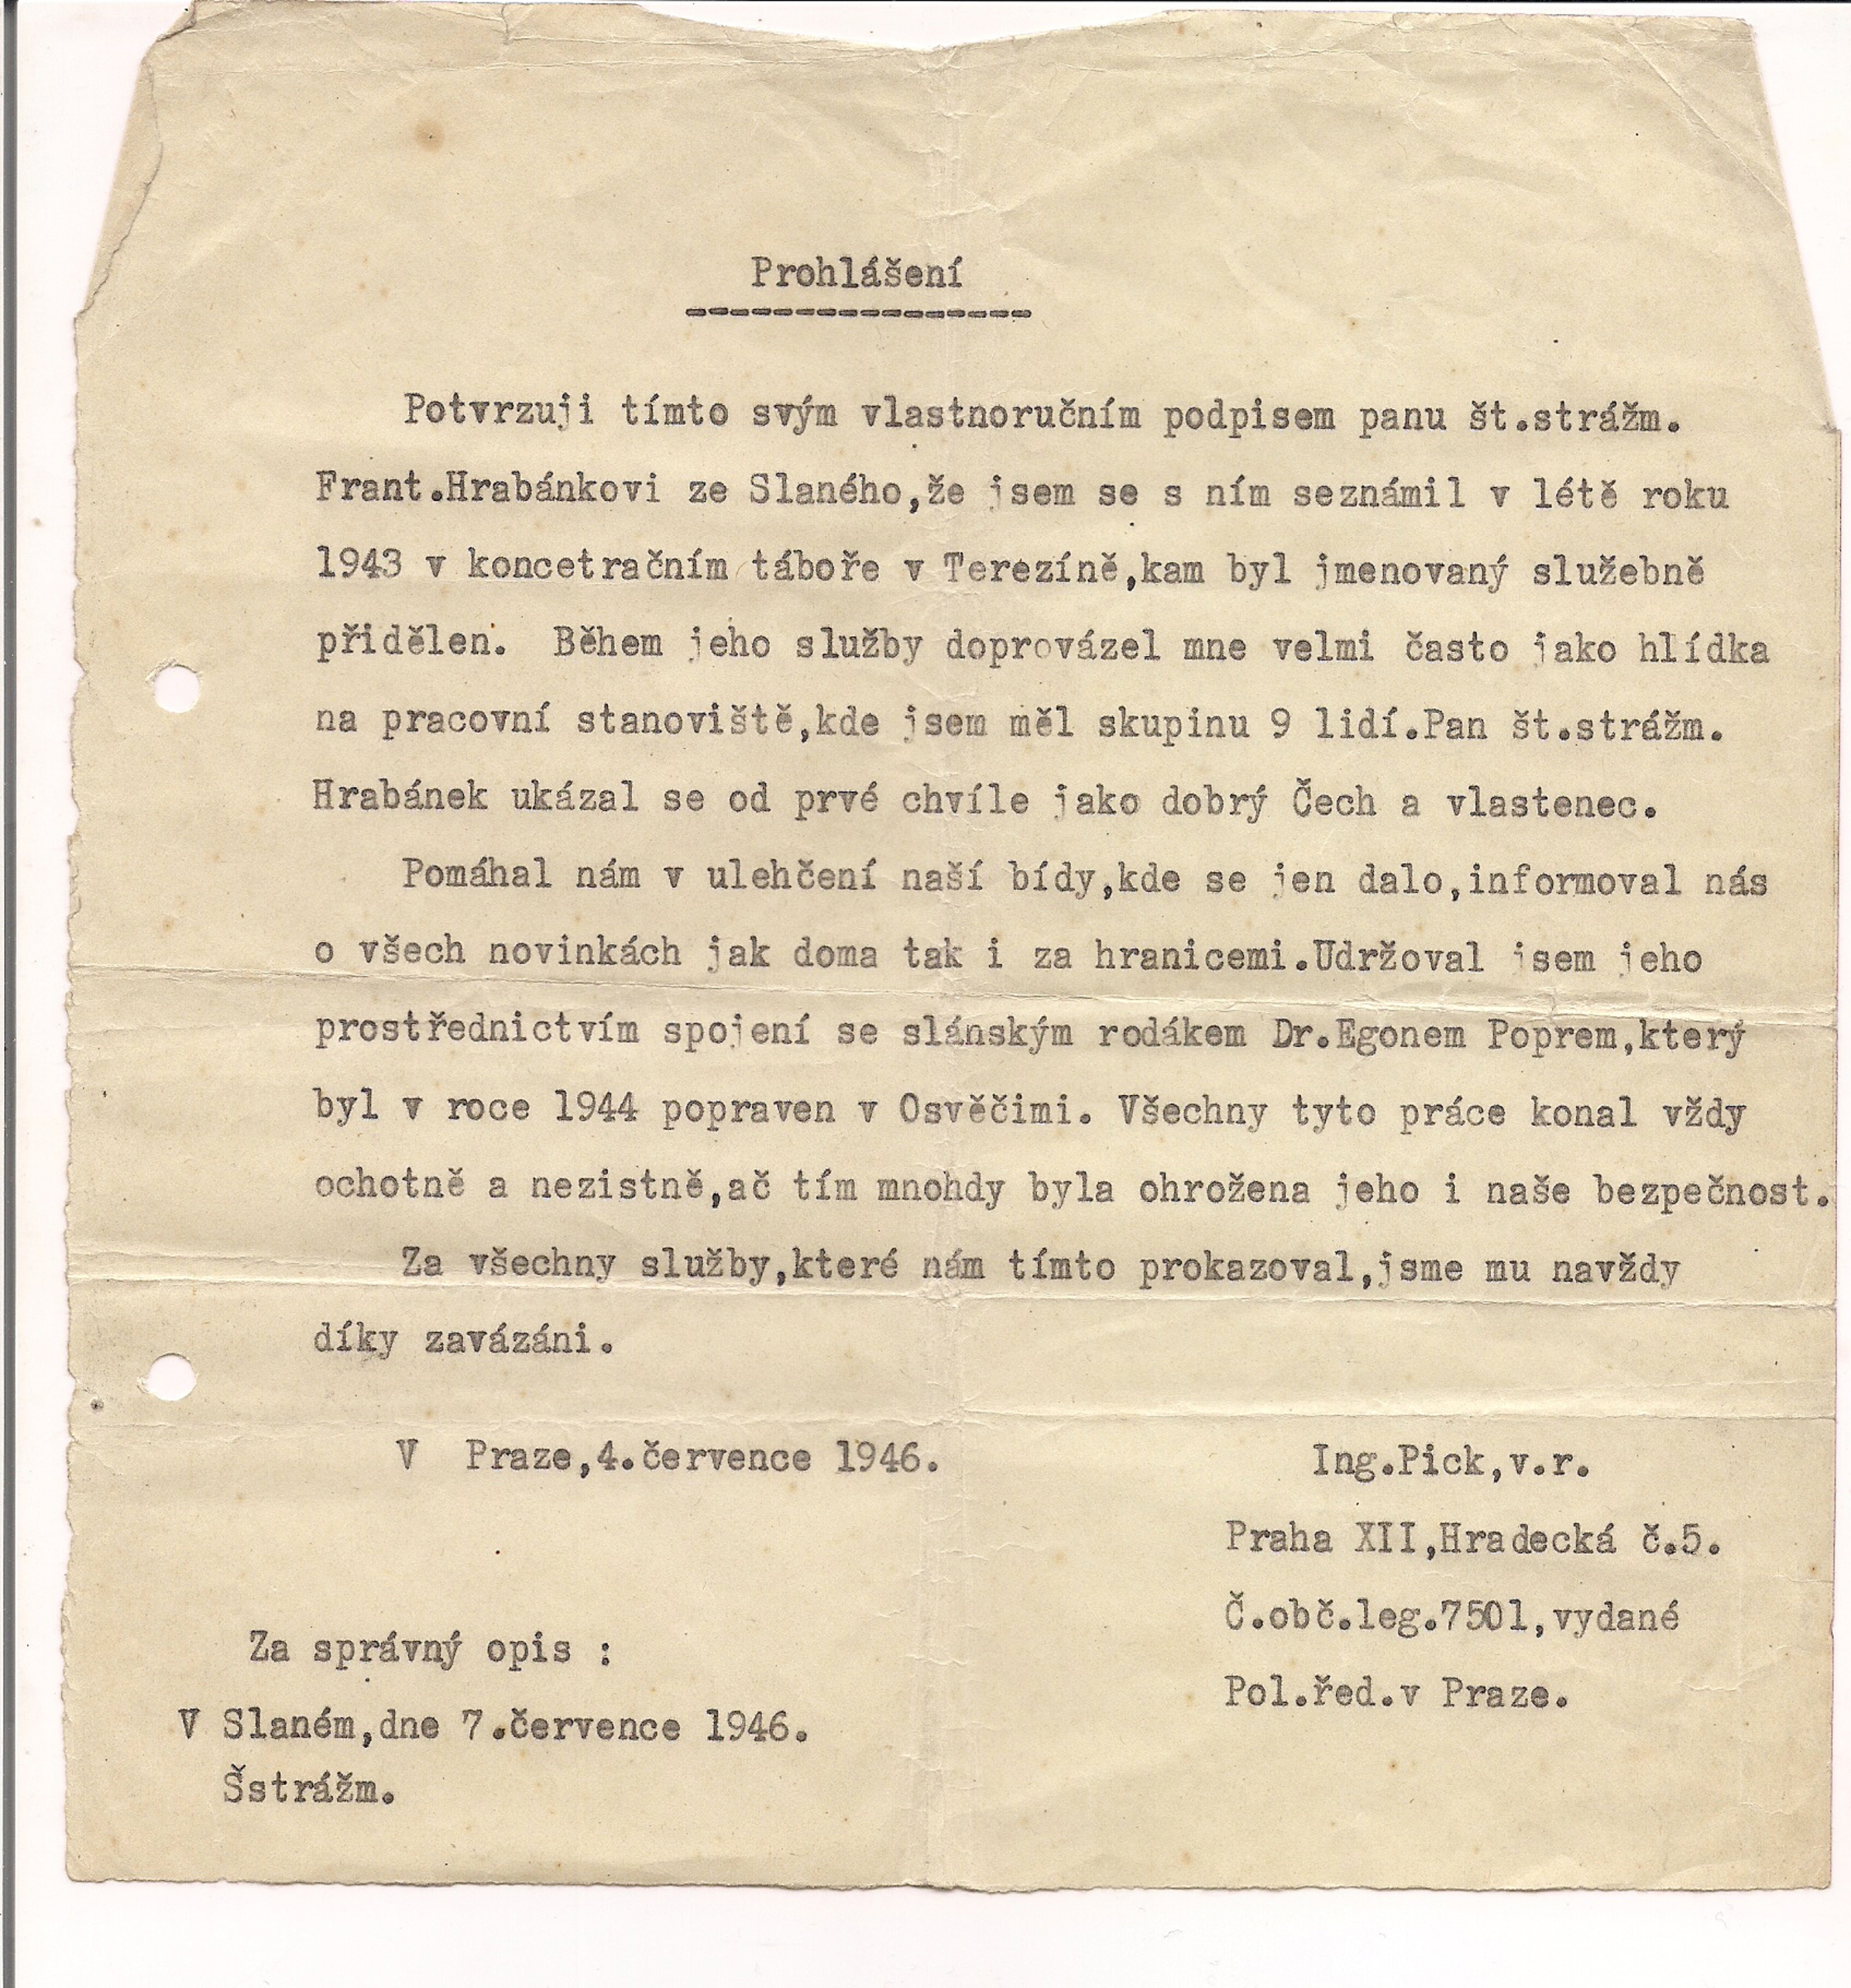 Prohlášení
----------------
Potvrzuji tímto svým vlastnoručním podpisem panu št.strážm.
Frant.Hrabánkovi ze Slaného,že jsem se s ním seznámil v létě roku
1943 v koncetračním táboře v Terezíně,kam byl jmenovaný služebně
přidělen. Během jeho služby doprovázel mne velmi často jako hlídka
na pracovní stanoviště,kde jsem měl skupinu 9 lidí.Pan št.strážm.
Hrabánek ukázal se od prvé chvíle jako dobrý Čech a vlastenec.
Pomáhal nám v ulehčení naší bídy,kde se jen dalo,informoval nás
o všech novinkách jak doma tak i za hranicemi.Udržoval jsem jeho
prostřednictvím spojení se slánským rodákem Dr.Egonem Poprem,který
byl v roce 1944 popraven v Osvěčimi. Všechny tyto práce konal vždy
ochotně a nezistně,ač tím mnohdy byla ohrožena jeho i naše bezpečnost.
Za všechny služby,které nám tímto prokazoval,jsme mu navždy
díky zavázáni.
V Praze,4.července 1946.
Ing.Pick,v.r.
Praha XII,Hradecká č.5.
Č.obč.leg.7501,vydané
Pol.řed.v Praze.
Za správný opis :
V Slaném,dne 7.července 1946.
Šstrážm.